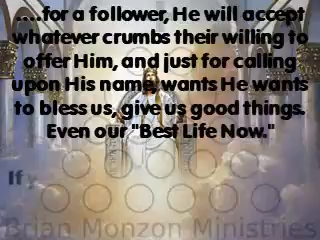 ....for a follower, He will accept
whatever crumbs their willing to
offer Him, and just for calling
upon His name, wants He wants
to bless us, give us good things.
Even our "Best Life Now."
If
Brian Monzon Ministries